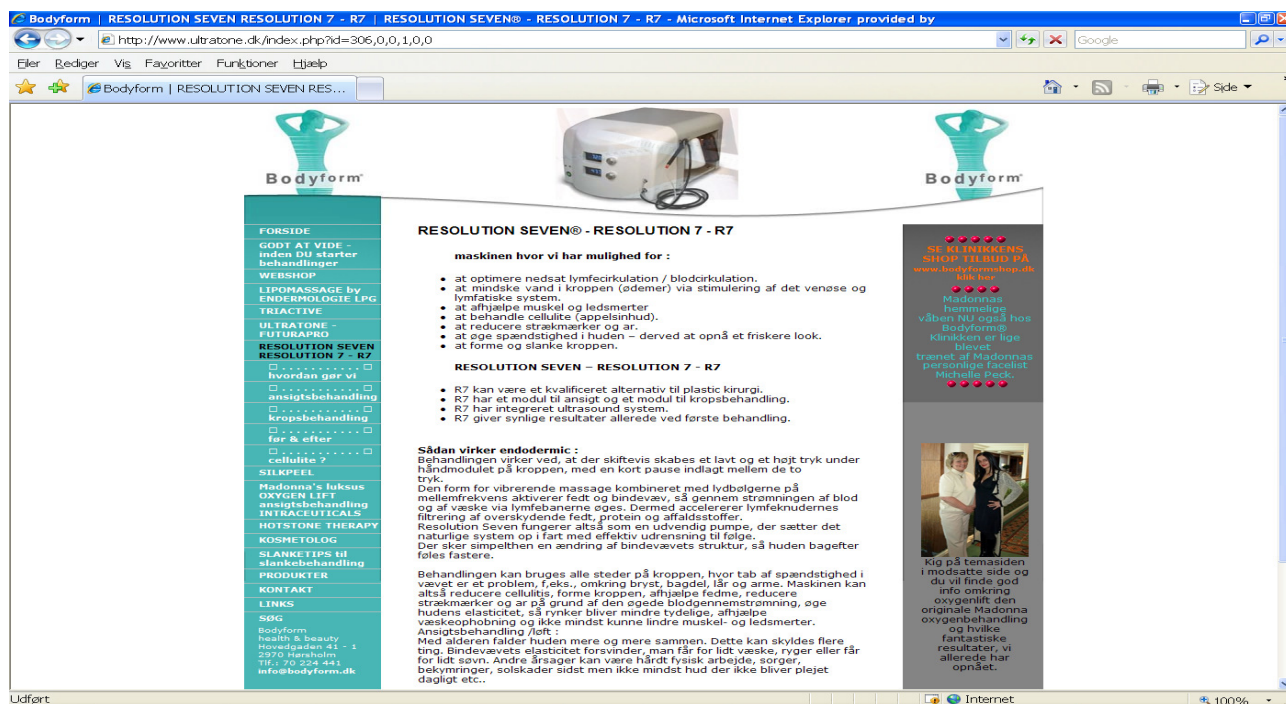 Bodyform | RESOLUTION SEVEN RESOLUTION 7 - R7 | RESOLUTION SEVEN® - RESOLUTION 7 - R7 - Microsoft Internet Explorer provided by
http://www.ultratone.dk/index.php?id=306,0,0,1,0,0
Google
Filer Rediger Vis Favoritter Funktioner Hjælp
Bodyform | RESOLUTION SEVEN RES...
Side
Bodyform
Bodyform
FORSIDE
GODT AT VIDE -
inden DU starter
behandlinger
WEBSHOP
LIPOMASSAGE by
ENDERMOLOGIE LPG
TRIACTIVE
ULTRATONE -
FUTURAPRO
RESOLUTION SEVEN
RESOLUTION 7 - R7
□ . . . . . . . . . . . □
hvordan gør vi
□ . . . . . . . . . . . □
ansigtsbehandling
□ . . . . . . . . . . . □
kropsbehandling
□ . . . . . . . . . . . □
før & efter
□ . . . . . . . . . . . □
cellulite ?
SILKPEEL
Madonna's luksus
OXYGEN LIFT
ansigtsbehandling
INTRACEUTICALS
HOTSTONE THERAPY
KOSMETOLOG
SLANKETIPS til
slankebehandling
PRODUKTER
KONTAKT
LINKS
SØG
Bodyform
health & beauty
Hovedgaden 41 - 1
2970 Hørsholm
Tlf.: 70 224 441
info@bodyform.dk
RESOLUTION SEVEN® - RESOLUTION 7 - R7
maskinen hvor vi har mulighed for :
• at optimere nedsat lymfecirkulation / blodcirkulation.
• at mindske vand i kroppen (ødemer) via stimulering af det venøse og
lymfatiske system.
• at afhjælpe muskel og ledsmerter
• at behandle cellulite (appelsinhud).
• at reducere strækmærker og ar.
• at øge spændstighed i huden – derved at opnå et friskere look.
• at forme og slanke kroppen.
RESOLUTION SEVEN – RESOLUTION 7 - R7
• R7 kan være et kvalificeret alternativ til plastic kirurgi.
• R7 har et modul til ansigt og et modul til kropsbehandling.
• R7 har integreret ultrasound system.
• R7 giver synlige resultater allerede ved første behandling.
Sådan virker endodermic :
Behandlingen virker ved, at der skiftevis skabes et lavt og et højt tryk under
håndmodulet på kroppen, med en kort pause indlagt mellem de to
tryk.
Den form for vibrerende massage kombineret med lydbølgerne på
mellemfrekvens aktiverer fedt og bindevæv, så gennem strømningen af blod
og af væske via lymfebanerne øges. Dermed accelererer lymfeknudernes
filtrering af overskydende fedt, protein og affaldsstoffer.
Resolution Seven fungerer altså som en udvendig pumpe, der sætter det
naturlige system op i fart med effektiv udrensning til følge.
Der sker simpelthen en ændring af bindevævets struktur, så huden bagefter
føles fastere.
Behandlingen kan bruges alle steder på kroppen, hvor tab af spændstighed i
vævet er et problem, f,eks., omkring bryst, bagdel, lår og arme. Maskinen kan
altså reducere cellulitis, forme kroppen, afhjælpe fedme, reducere
strækmærker og ar på grund af den øgede blodgennemstrømning, øge
hudens elasticitet, så rynker bliver mindre tydelige, afhjælpe
væskeophobning og ikke mindst kunne lindre muskel- og ledsmerter.
Ansigtsbehandling /løft :
Med alderen falder huden mere og mere sammen. Dette kan skyldes flere
ting. Bindevævets elasticitet forsvinder, man får for lidt væske, ryger eller får
for lidt søvn. Andre årsager kan være hårdt fysisk arbejde, sorger,
bekymringer, solskader sidst men ikke mindst hud der ikke bliver plejet
dagligt etc..
SE KLINIKKENS
SHOP TILBUD PÅ
www.bodyformshop.dk
klik her
Madonnas
hemmelige
våben NU også hos
Bodyform®
Klinikken er lige
blevet
trænet af Madonnas
personlige facelist
Michelle Peck.
Kig på temasiden
i modsatte side og
du vil finde god
info omkring
oxygenlift den
originale Madonna
oxygenbehandling
og hvilke
fantastiske
resultater, vi
allerede har
opnået.
Udført
Internet
100%